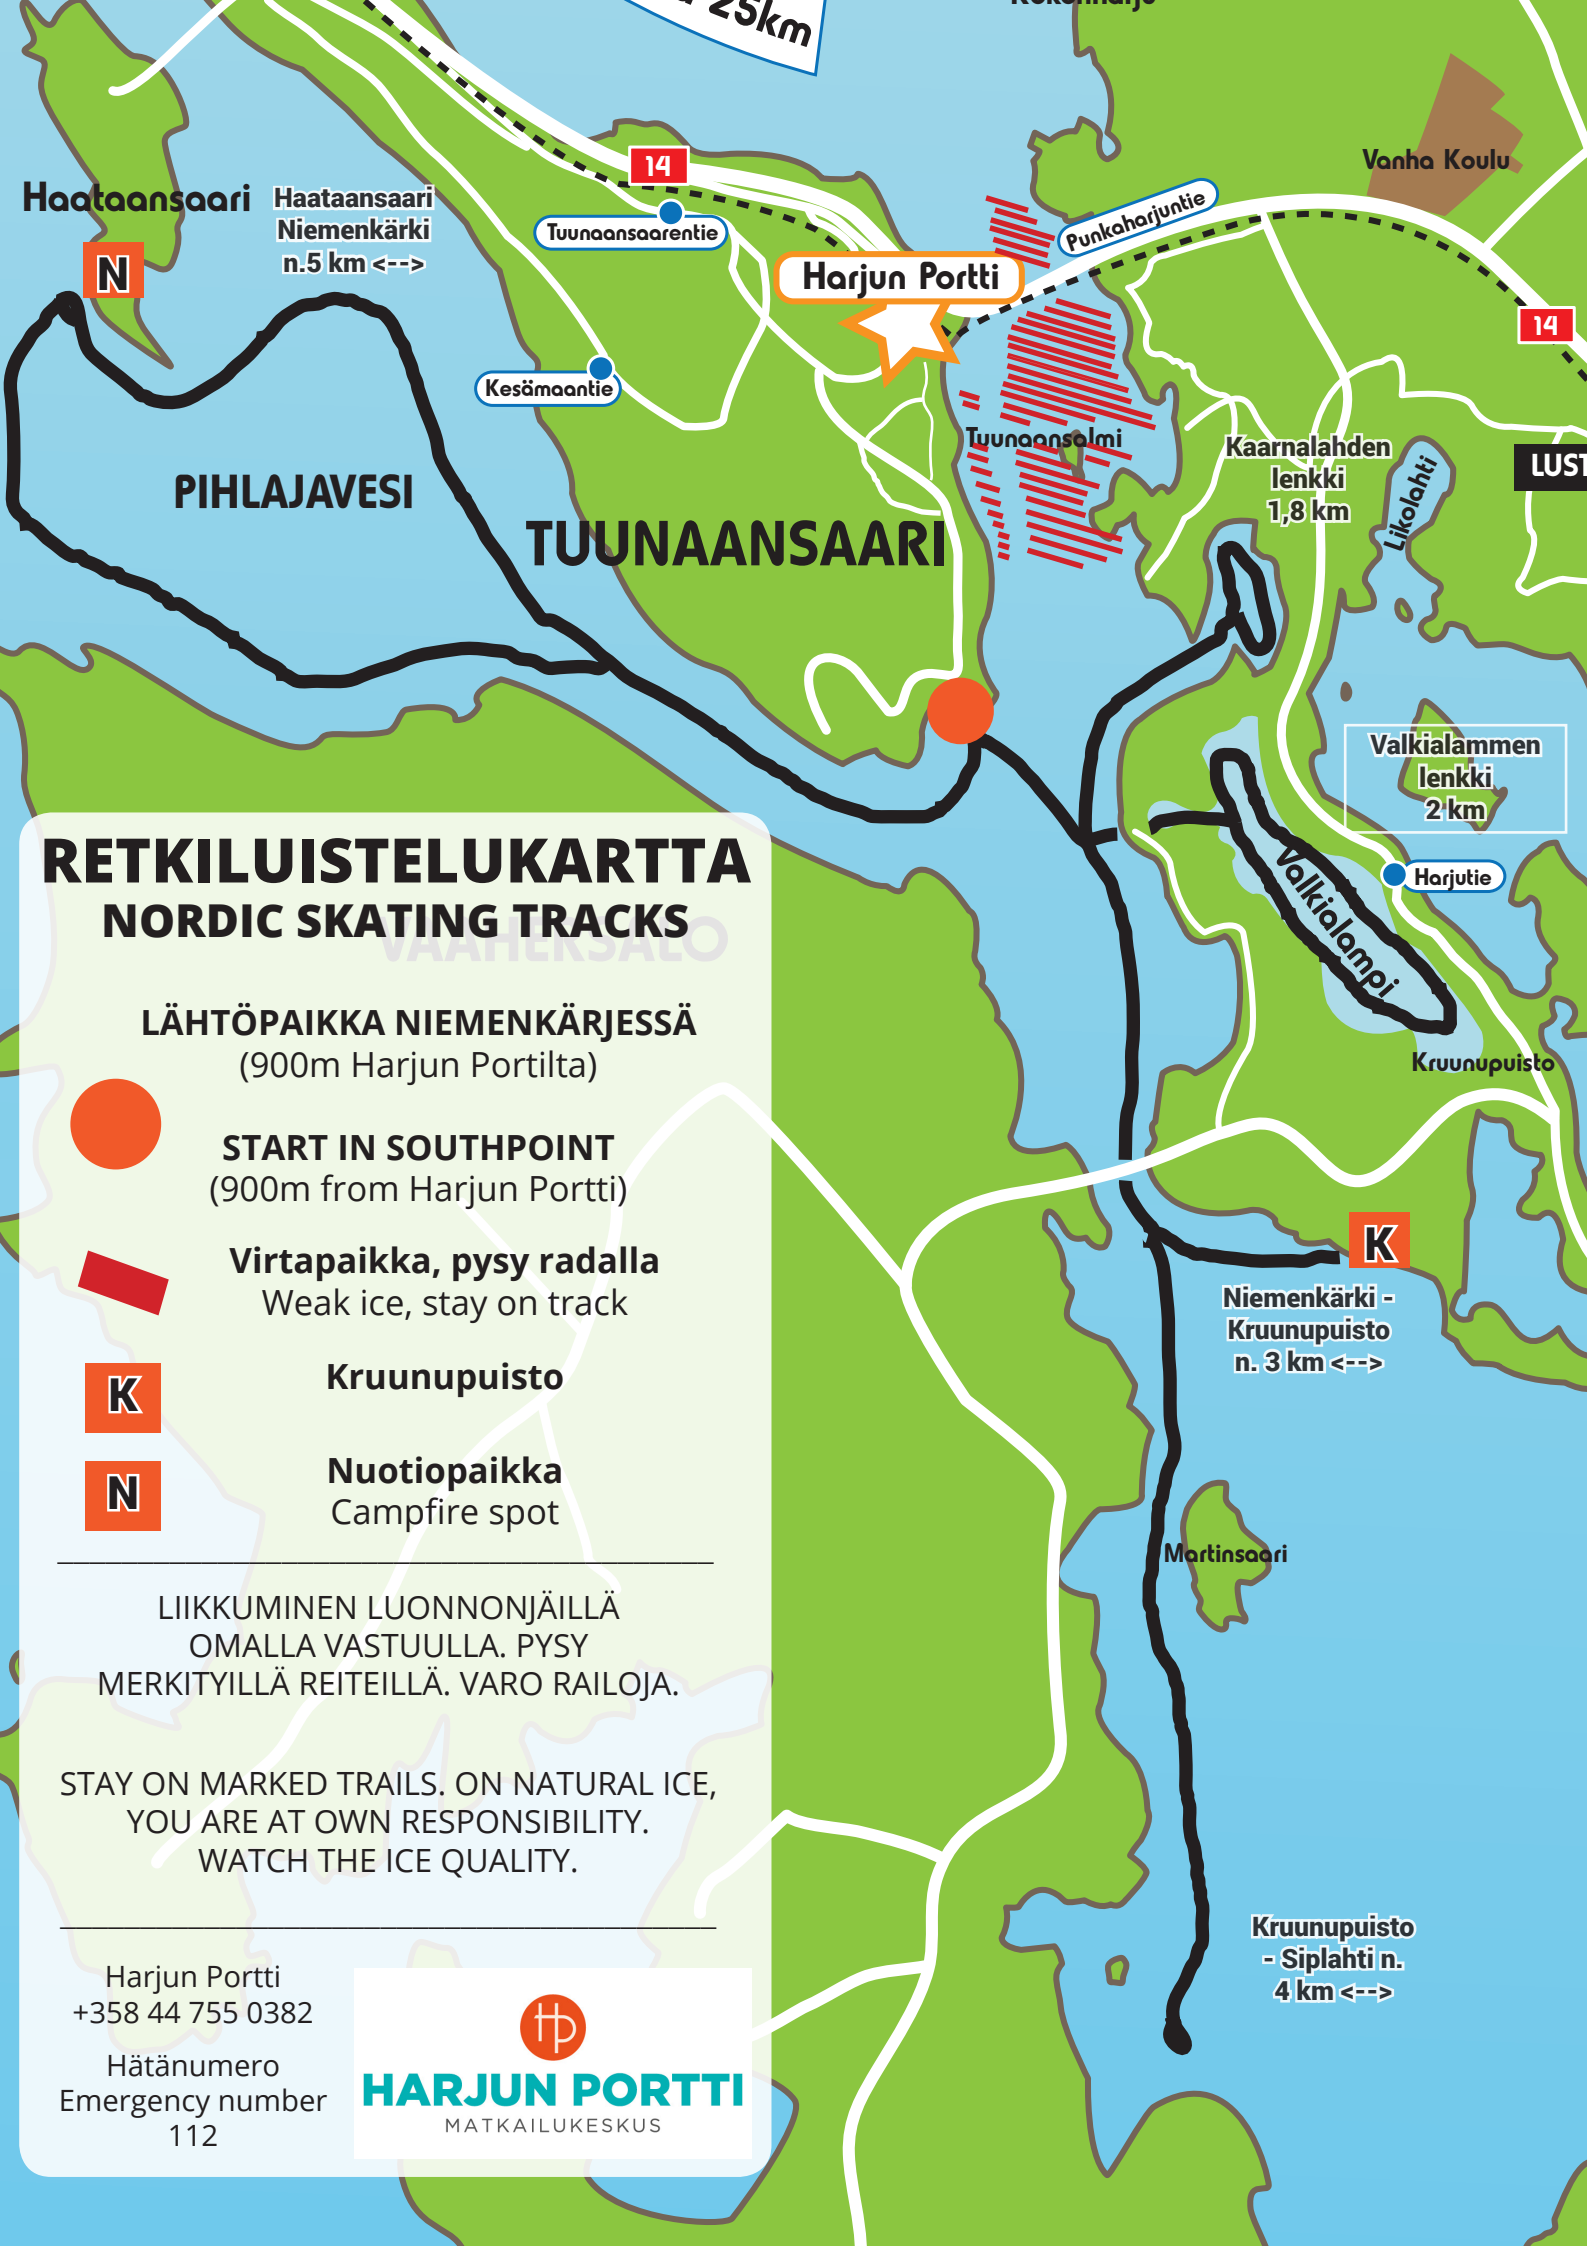 25km
Vanha Koulu
14
Haataansaari
Haataansaari
Niemenkärki
n.5 km <-->
Tuunaansaarentie
Punkaharjuntie
N
Harjun Portti
14
Kesämaantie
Tuunaansalmi
Kaarnalahden
lenkki
1,8 km
Liikolahti
PIHLAJAVESI
TUUNAANSAARI
Valkialammen
lenkki
2 km
Harjutie
Valkialampi
Kruunupuisto
RETKILUISTELUKARTTA
NORDIC SKATING TRACKS
VAAHERSALO
LÄHTÖPAIKKA NIEMENKÄRJESSÄ
(900m Harjun Portilta)
START IN SOUTHPOINT
(900m from Harjun Portti)
Virtapaikka, pysy radalla
Weak ice, stay on track
K
Kruunupuisto
N
Nuotiopaikka
Campfire spot
K
Niemenkärki -
Kruunupuisto
n. 3 km <-->
Martinsaari
LIIKKUMINEN LUONNONJÄILLÄ
OMALLA VASTUULLA. PYSY
MERKITYILLÄ REITEILLÄ. VARO RAILOJA.
STAY ON MARKED TRAILS. ON NATURAL ICE,
YOU ARE AT OWN RESPONSIBILITY.
WATCH THE ICE QUALITY.
Kruunupuisto
- Siplahti n.
4 km <-->
Harjun Portti
+358 44 755 0382
Hätänumero
Emergency number
112
HP
HARJUN PORTTI
MATKAILUKESKUS